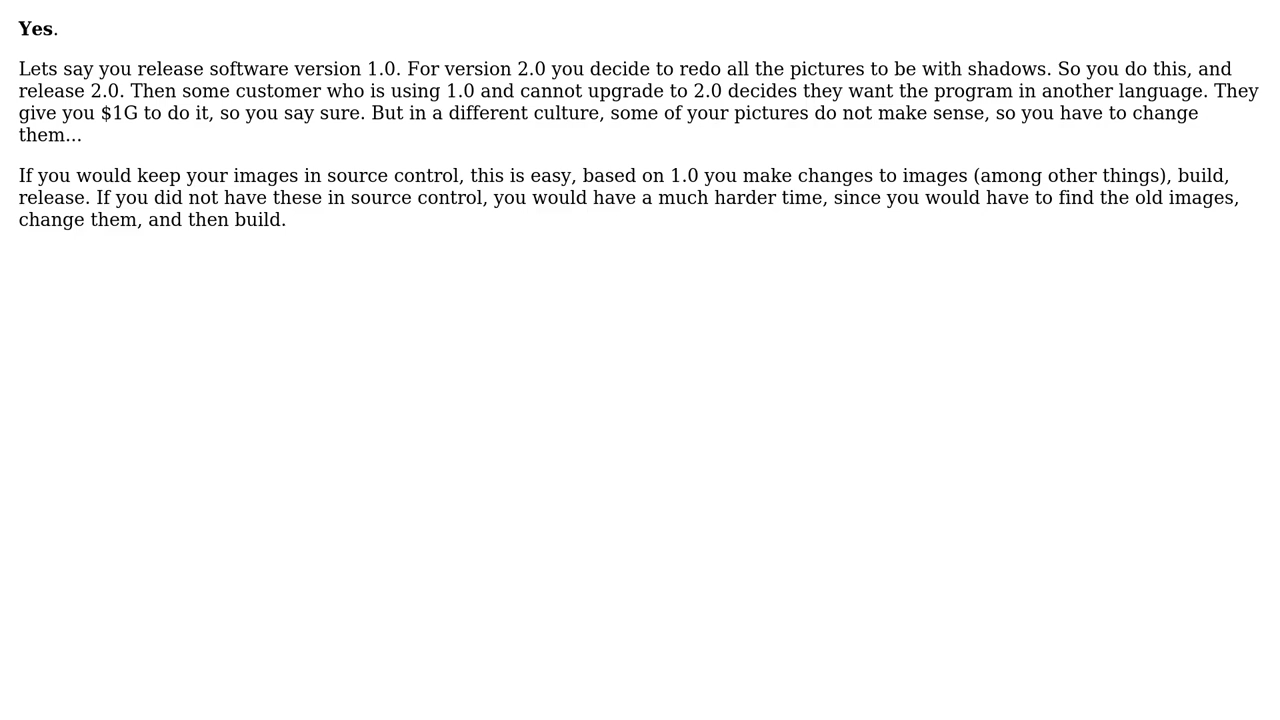 Yes.
Lets say you release software version 1.0. For version 2.0 you decide to redo all the pictures to be with shadows. So you do this, and
release 2.0. Then some customer who is using 1.0 and cannot upgrade to 2.0 decides they want the program in another language. They
give you $1G to do it, so you say sure. But in a different culture, some of your pictures do not make sense, so you have to change
them...
If you would keep your images in source control, this is easy, based on 1.0 you make changes to images (among other things), build,
release. If you did not have these in source control, you would have a much harder time, since you would have to find the old images,
change them, and then build.